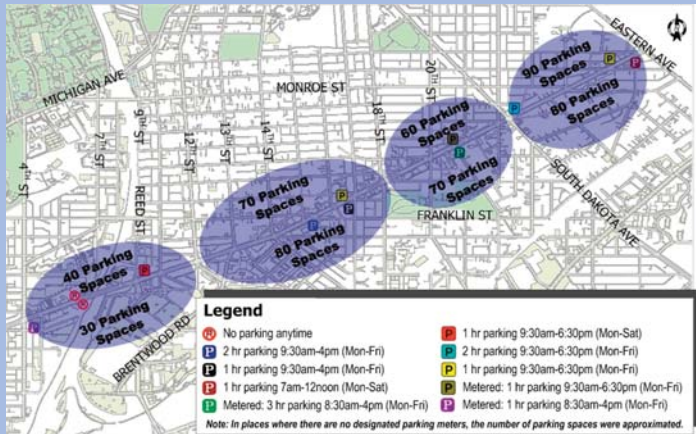 EASTERN AVE
MICHIGAN AVE
MONROE ST
20TH ST
90 Parking
Spaces
80 Parking
Spaces
9TH ST
7TH ST
4TH ST
REED ST
12TH ST
13TH ST
14TH ST
18TH ST
60 Parking
Spaces
70 Parking
Spaces
SOUTH DAKOTA AVE
FRANKLIN ST
70 Parking
Spaces
80 Parking
Spaces
40 Parking
Spaces
30 Parking
Spaces
BRENTWOOD RD
Legend
No parking anytime
P 2 hr parking 9:30am-4pm (Mon-Fri)
P 1 hr parking 9:30am-4pm (Mon-Fri)
P 1 hr parking 7am-12noon (Mon-Sat)
P Metered: 3 hr parking 8:30am-4pm (Mon-Fri)
P 1 hr parking 9:30am-6:30pm (Mon-Sat)
P 2 hr parking 9:30am-6:30pm (Mon-Fri)
P 1 hr parking 9:30am-6:30pm (Mon-Fri)
P Metered: 1 hr parking 9:30am-6:30pm (Mon-Fri)
P Metered: 1 hr parking 8:30am-4pm (Mon-Fri)
Note: In places where there are no designated parking meters, the number of parking spaces were approximated.